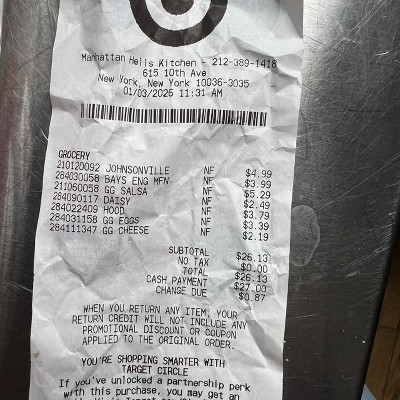 Manhattan Hells Kitchen - 212-389-1418
615 10th Ave
New York, New York 10036-3035
01/03/2025 11:31 AM
GROCERY
210120092 JOHNSONVILLE NF $4.99
284030058 BAYS ENG MFN NF $3.99
211060058 GG SALSA NF $5.29
284090117 DAISY NF $2.49
284022409 HOOD NF $3.79
284031158 GG EGGS NF $3.39
284111347 GG CHEESE NF $2.19
SUBTOTAL $26.13
NO TAX $0.00
TOTAL $26.13
CASH PAYMENT $27.00
CHANGE DUE $0.87
WHEN YOU RETURN ANY ITEM, YOUR
RETURN CREDIT WILL NOT INCLUDE ANY
PROMOTIONAL DISCOUNT OR COUPON
APPLIED TO THE ORIGINAL ORDER.
YOU'RE SHOPPING SMARTER WITH
TARGET CIRCLE
If you've unlocked a partnership perk
with this purchase, you may get an